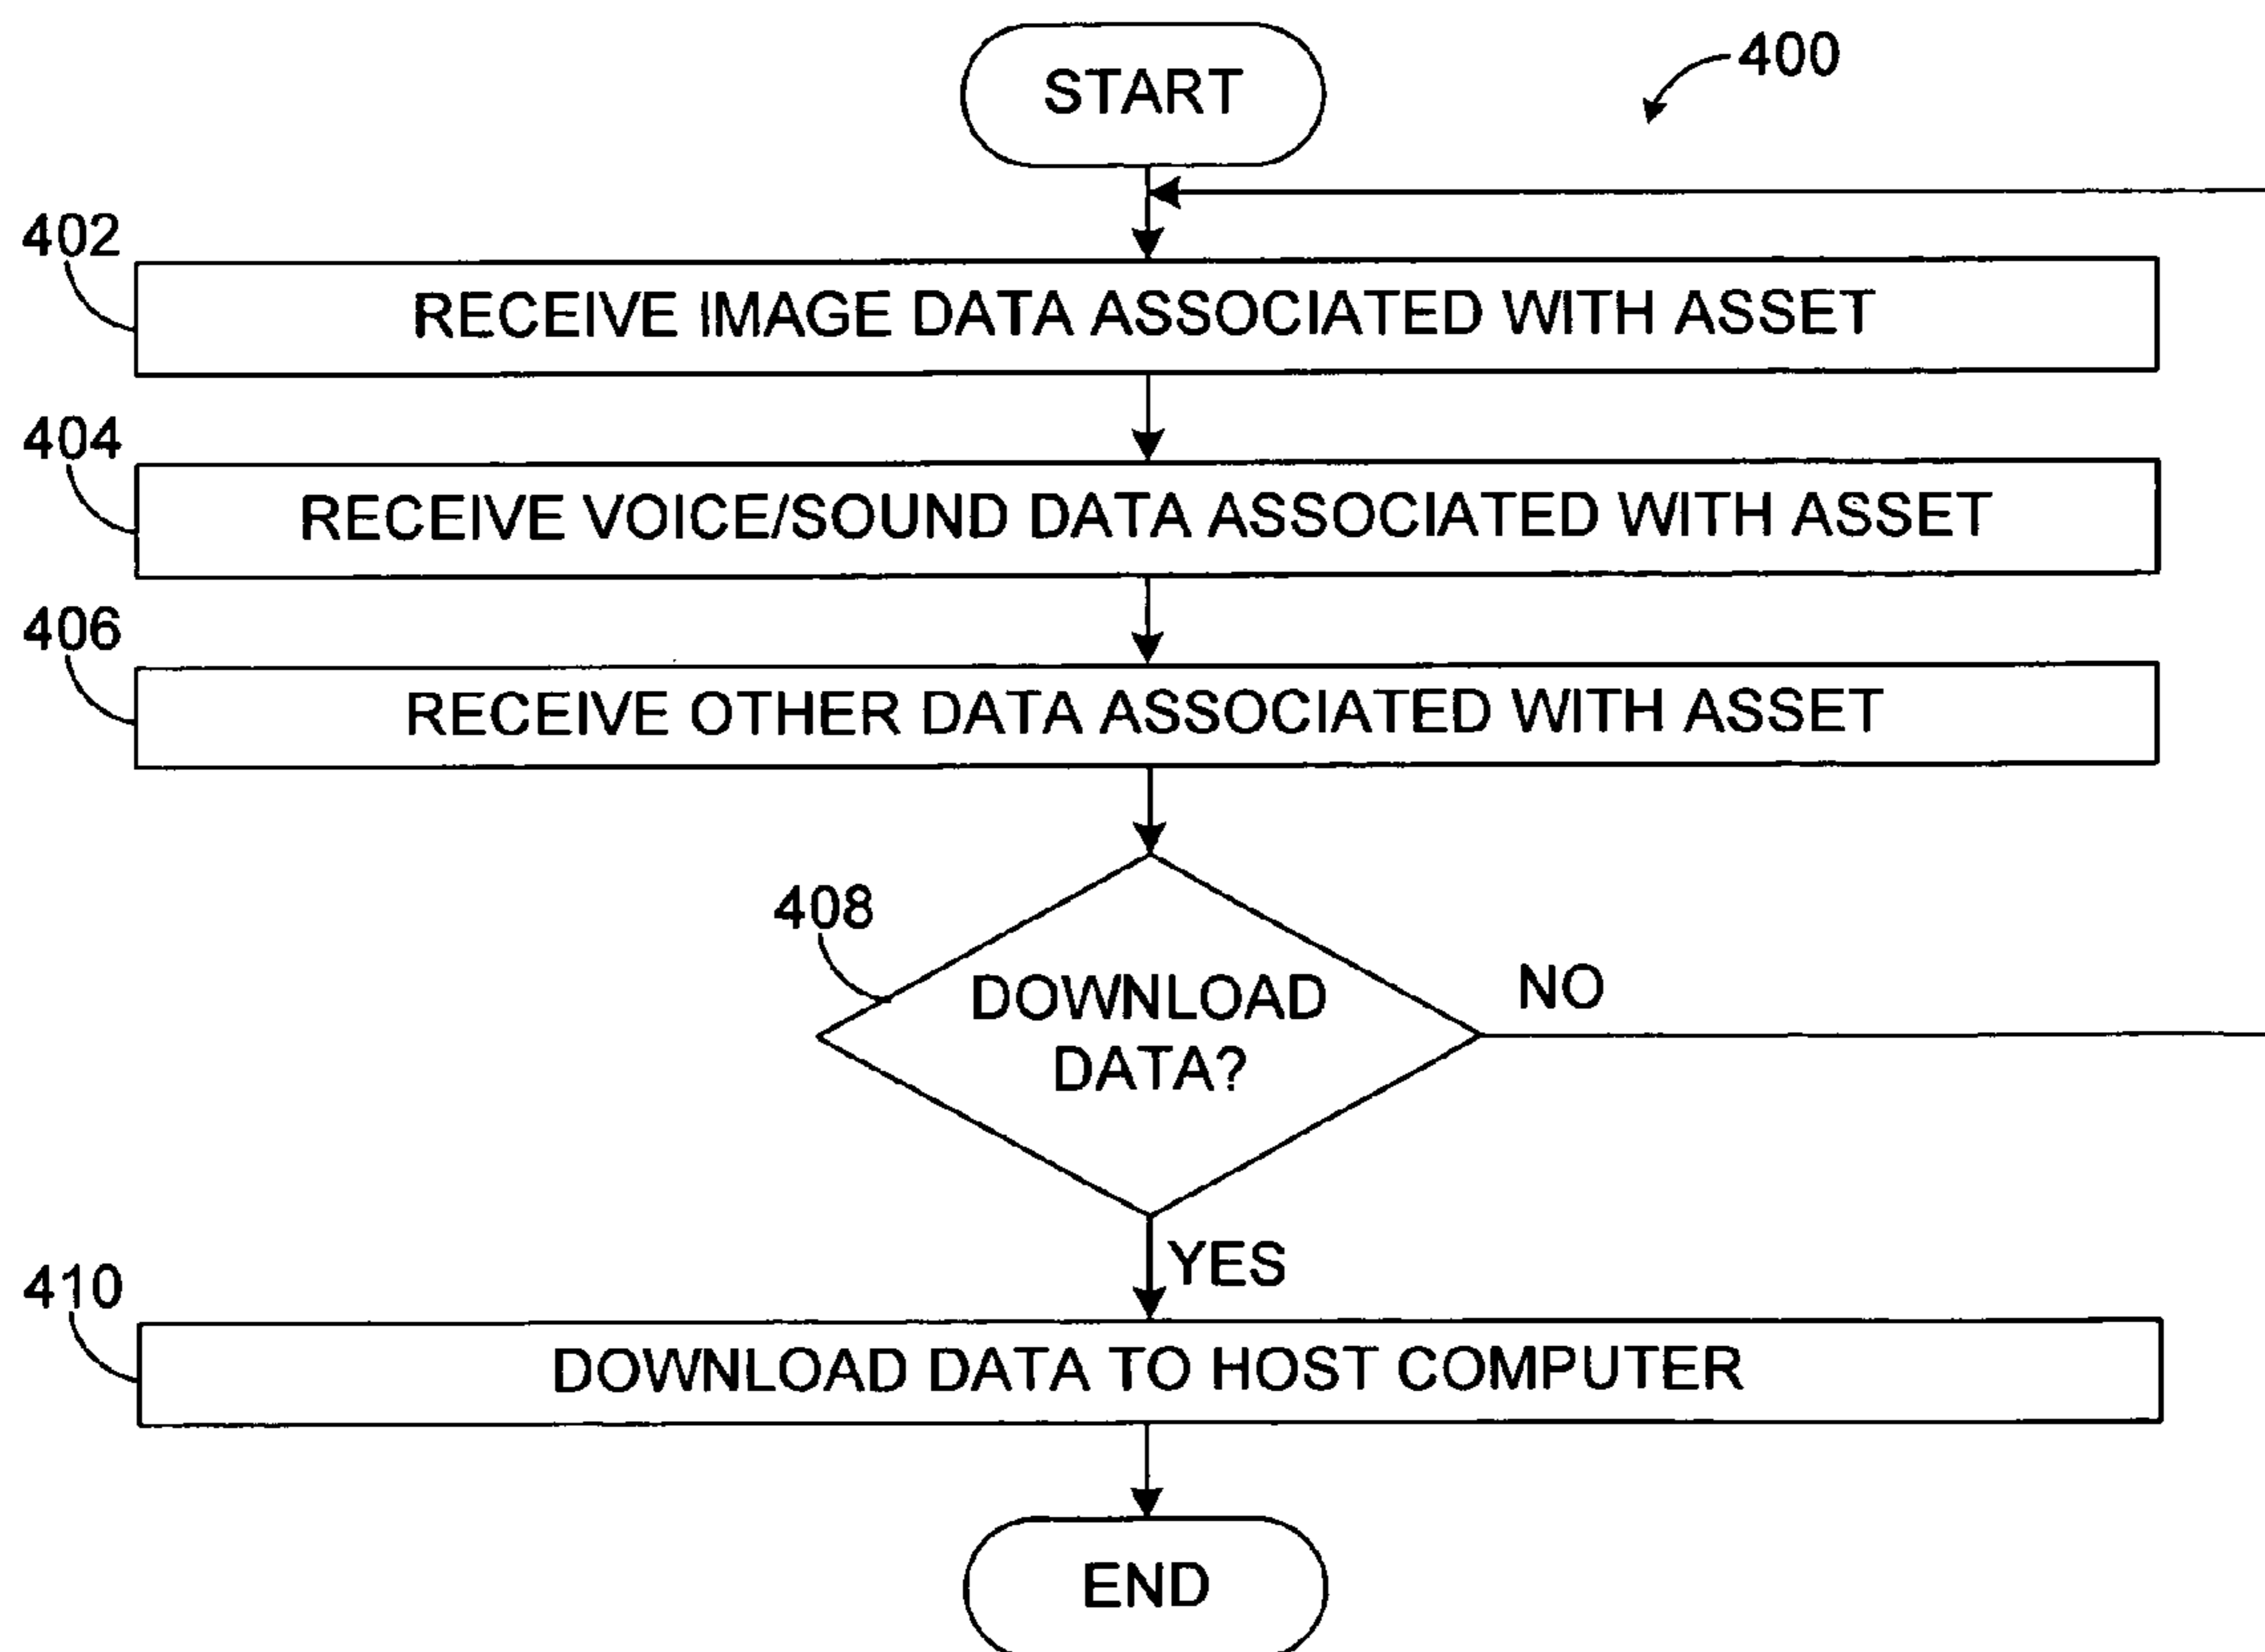 START
400
402
RECEIVE IMAGE DATA ASSOCIATED WITH ASSET
404
RECEIVE VOICE/SOUND DATA ASSOCIATED WITH ASSET
406
RECEIVE OTHER DATA ASSOCIATED WITH ASSET
408
DOWNLOAD
DATA?
NO
YES
410
DOWNLOAD DATA TO HOST COMPUTER
END